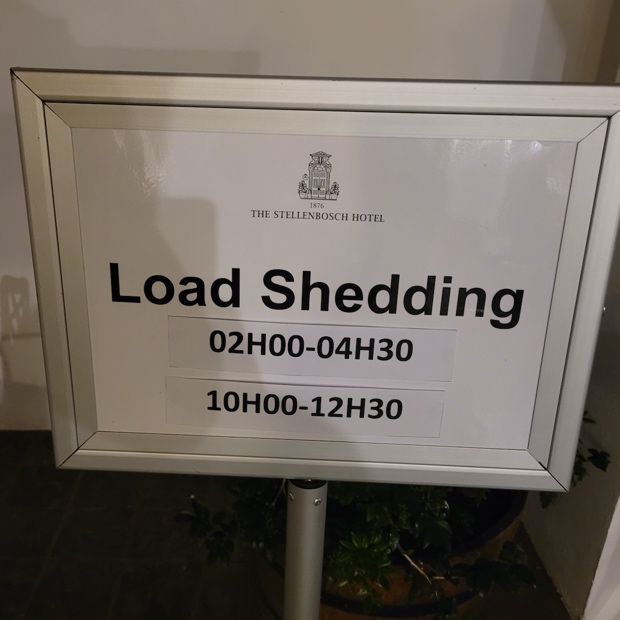 1876
THE STELLENBOSCH HOTEL
Load Shedding
02H00-04H30
10H00-12H30